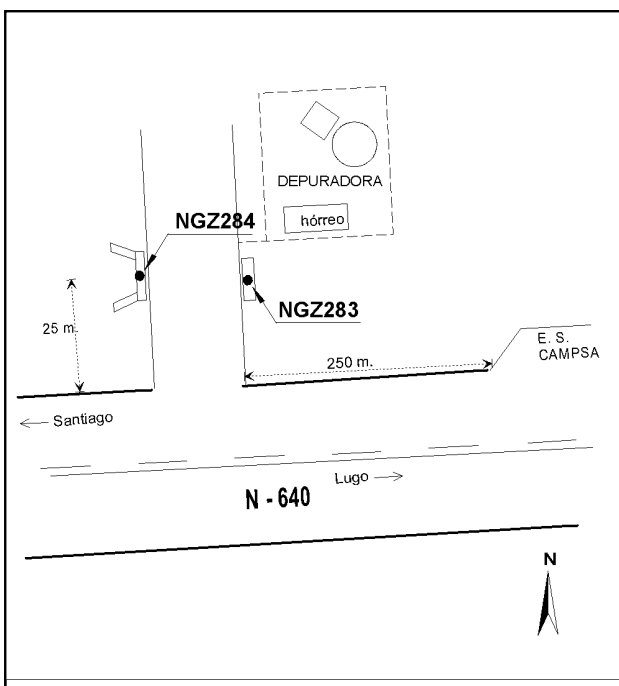 DEPURADORA
hórreo
NGZ284
NGZ283
25 m.
250 m.
E. S.
CAMPSA
← Santiago
Lugo →
N - 640
N